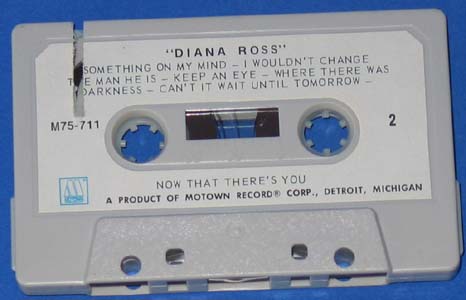 "DIANA ROSS"
SOMETHING ON MY MIND - I WOULDN'T CHANGE
THE MAN HE IS - KEEP AN EYE - WHERE THERE WAS
DARKNESS - CAN'T IT WAIT UNTIL TOMORROW -
M75-711
2
NOW THAT THERE'S YOU
A PRODUCT OF MOTOWN RECORD® CORP., DETROIT, MICHIGAN